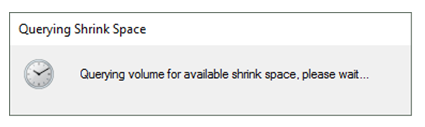 Querying Shrink Space
Querying volume for available shrink space, please wait...